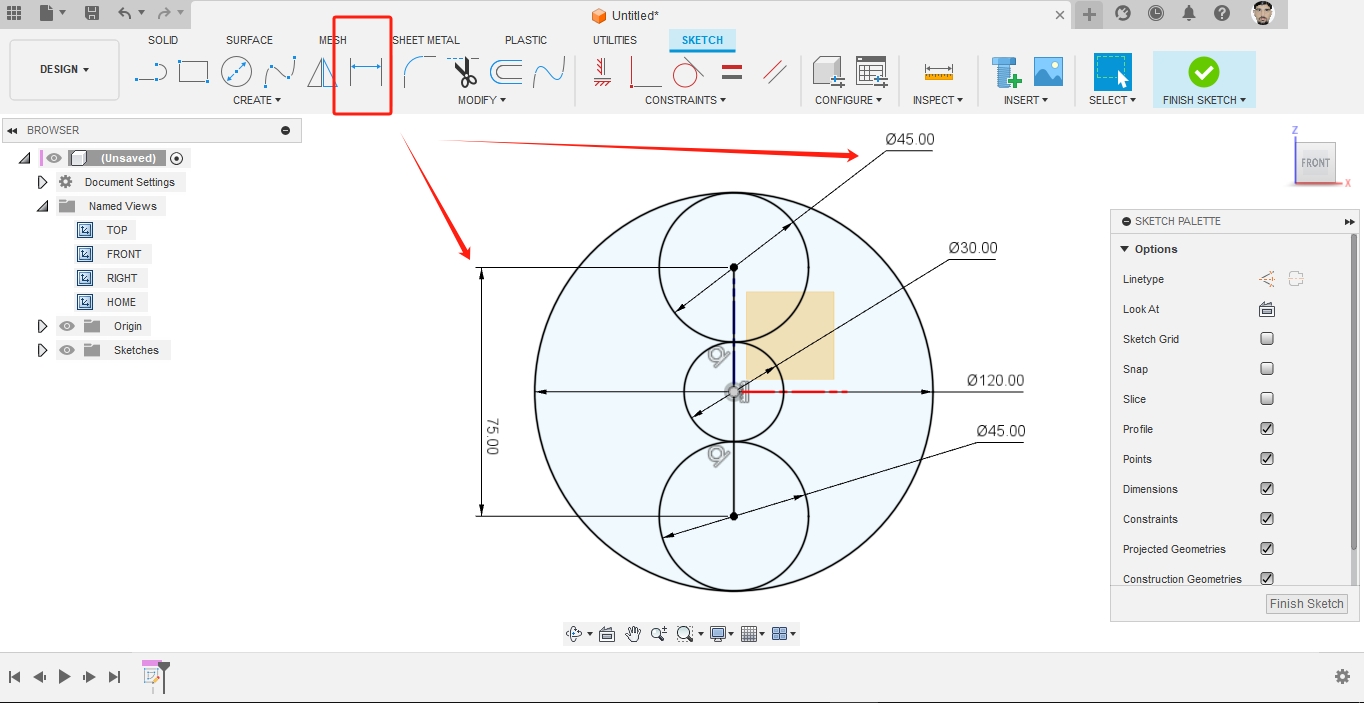 Untitled*
SOLID SURFACE MESH SHEET METAL PLASTIC UTILITIES SKETCH
DESIGN
CREATE MODIFY CONSTRAINTS CONFIGURE INSPECT INSERT SELECT FINISH SKETCH
BROWSER
(Unsaved)
Document Settings
Named Views
TOP
FRONT
RIGHT
HOME
Origin
Sketches
Ø45.00
Ø30.00
Ø120.00
Ø45.00
75.00
Z
FRONT
X
SKETCH PALETTE
Options
Linetype
Look At
Sketch Grid
Snap
Slice
Profile
Points
Dimensions
Constraints
Projected Geometries
Construction Geometries
Finish Sketch